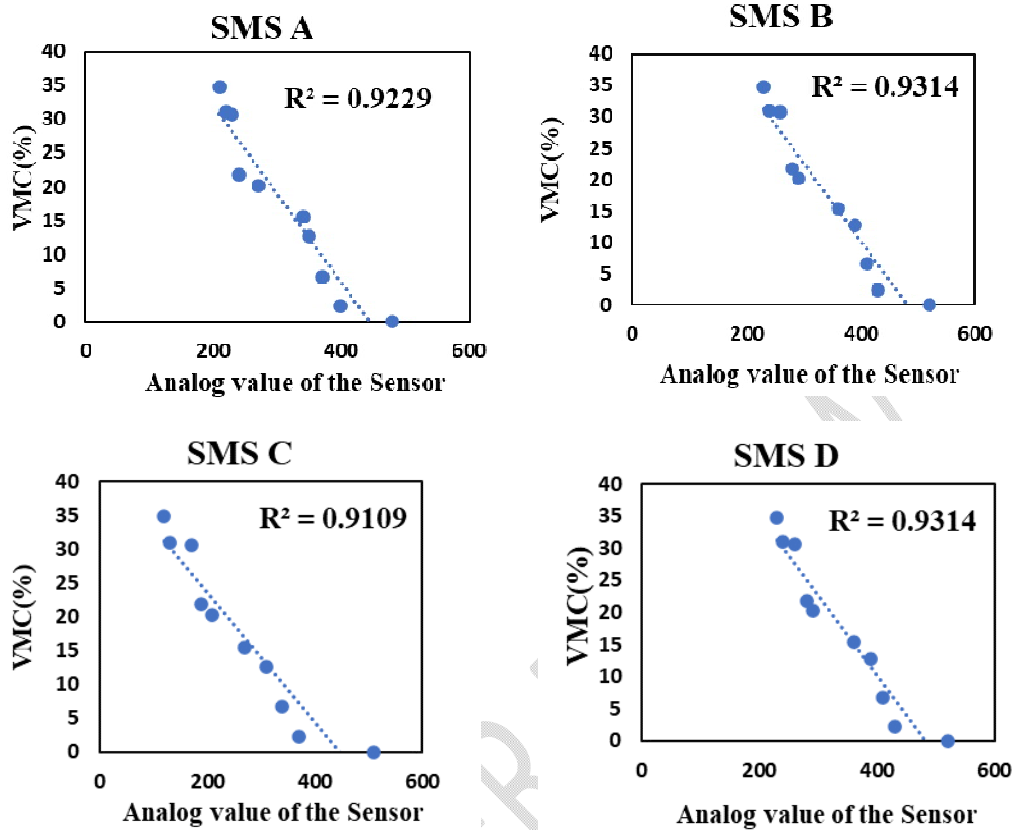 SMS A
R² = 0.9229
VMC(%)
40
35
30
25
20
15
10
5
0
0 200 400 600
Analog value of the Sensor
SMS B
R² = 0.9314
VMC(%)
40
35
30
25
20
15
10
5
0
0 200 400 600
Analog value of the Sensor
SMS C
R² = 0.9109
VMC(%)
40
35
30
25
20
15
10
5
0
0 200 400 600
Analog value of the Sensor
SMS D
R² = 0.9314
VMC(%)
40
35
30
25
20
15
10
5
0
0 200 400 600
Analog value of the Sensor